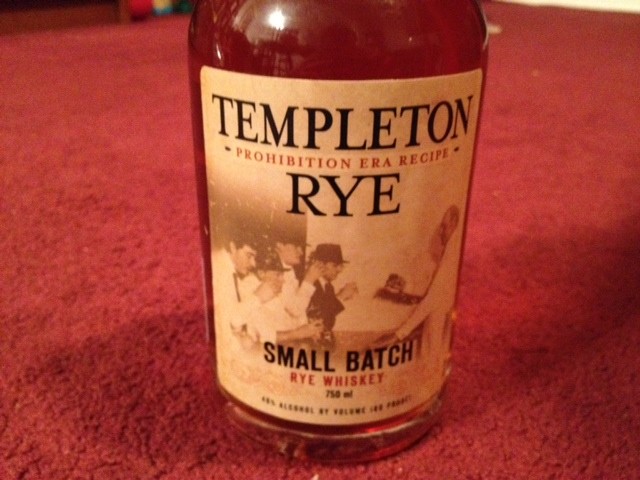 TEMPLETON
- PROHIBITION ERA RECIPE -
RYE
SMALL BATCH
RYE WHISKEY
750 ml
40% ALCOHOL BY VOLUME (80 PROOF)